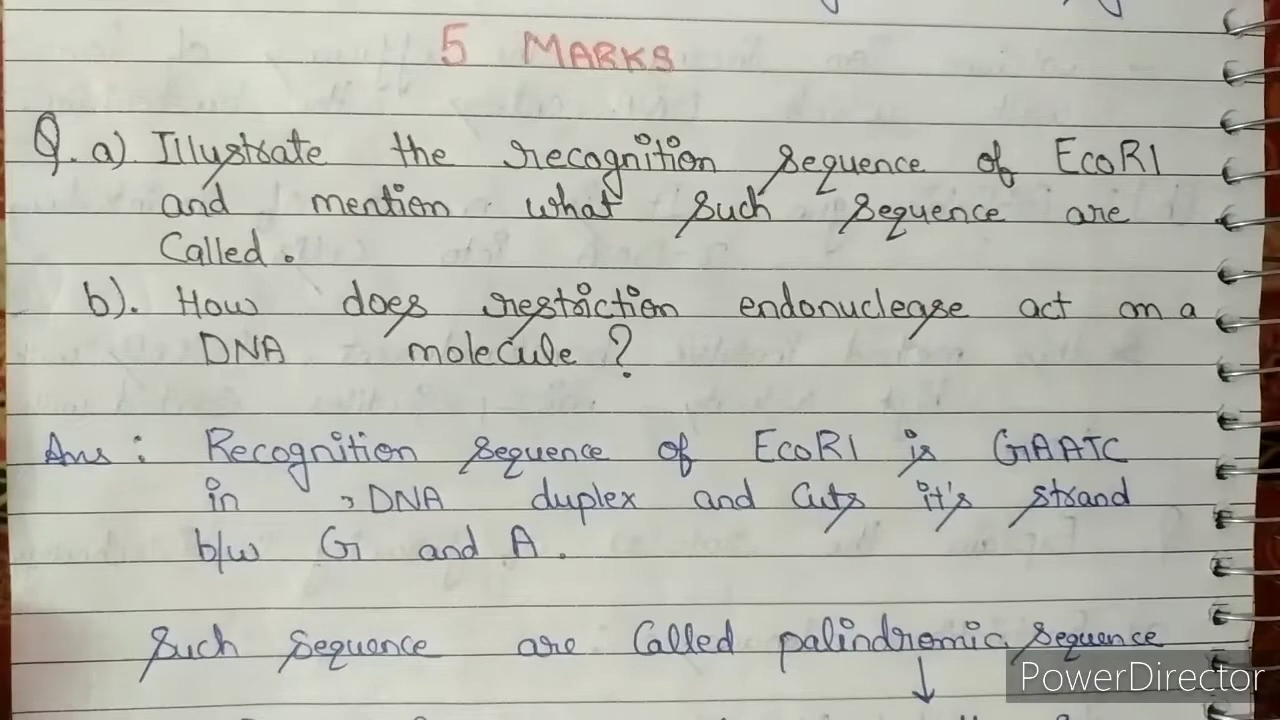 5 MARKS
Q. a) Illustrate the recognition sequence of EcoR1
and mention what such sequence are
Called.
b). How does restriction endonuclease act on a
DNA molecule ?
Ans : Recognition sequence of EcoR1 is GAATC
in , DNA duplex and cuts it's strand
b/w G and A.
Such sequence are Called palindromic sequence
↓
PowerDirector